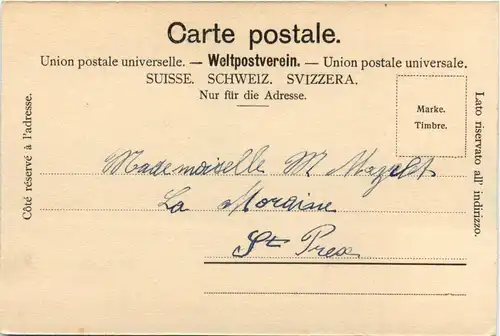 Carte postale.
Union postale universelle. — Weltpostverein. — Union postale universale.
SUISSE. SCHWEIZ. SVIZZERA.
Nur für die Adresse.
Marke.
Timbre.
Côté réservé à l'adresse.
Lato riservato all' indirizzo.
Mademoiselle M
La Moraine
St Prex